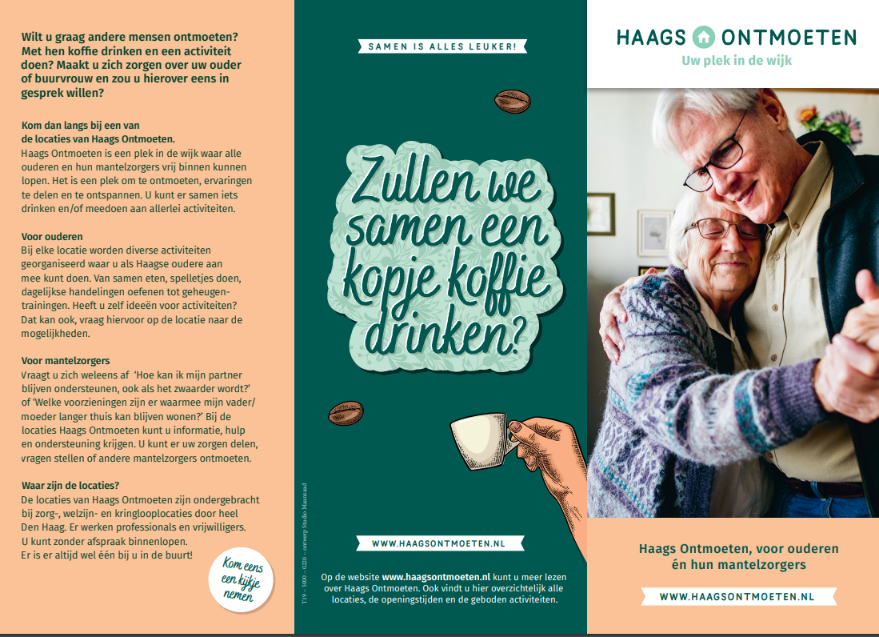 Wilt u graag andere mensen ontmoeten?
Met hen koffie drinken en een activiteit
doen? Maakt u zich zorgen over uw ouder
of buurvrouw en zou u hierover eens in
gesprek willen?
Kom dan langs bij een van
de locaties van Haags Ontmoeten.
Haags Ontmoeten is een plek in de wijk waar alle
ouderen en hun mantelzorgers vrij binnen kunnen
lopen. Het is een plek om te ontmoeten, ervaringen
te delen en te ontspannen. U kunt er samen iets
drinken en/of meedoen aan allerlei activiteiten.
Voor ouderen
Bij elke locatie worden diverse activiteiten
georganiseerd waar u als Haagse oudere aan
mee kunt doen. Van samen eten, spelletjes doen,
dagelijkse handelingen oefenen tot geheugen-
trainingen. Heeft u zelf ideeën voor activiteiten?
Dat kan ook, vraag hiervoor op de locatie naar de
mogelijkheden.
Voor mantelzorgers
Vraagt u zich weleens af 'Hoe kan ik mijn partner
blijven ondersteunen, ook als het zwaarder wordt?'
of 'Welke voorzieningen zijn er waarmee mijn vader/
moeder langer thuis kan blijven wonen?' Bij de
locaties Haags Ontmoeten kunt u informatie, hulp
en ondersteuning krijgen. U kunt er uw zorgen delen,
vragen stellen of andere mantelzorgers ontmoeten.
Waar zijn de locaties?
De locaties van Haags Ontmoeten zijn ondergebracht
bij zorg-, welzijn- en kringlooplocaties door heel
Den Haag. Er werken professionals en vrijwilligers.
U kunt zonder afspraak binnenlopen.
Er is er altijd wel één bij u in de buurt!
Kom eens
een kijkje
nemen
SAMEN IS ALLES LEUKER!
Zullen we
samen een
kopje koffie
drinken?
WWW.HAAGSONTMOETEN.NL
Op de website www.haagsontmoeten.nl kunt u meer lezen
over Haags Ontmoeten. Ook vindt u hier overzichtelijk alle
locaties, de openingstijden en de geboden activiteiten.
HAAGS ONTMOETEN
Uw plek in de wijk
Haags Ontmoeten, voor ouderen
én hun mantelzorgers
WWW.HAAGSONTMOETEN.NL